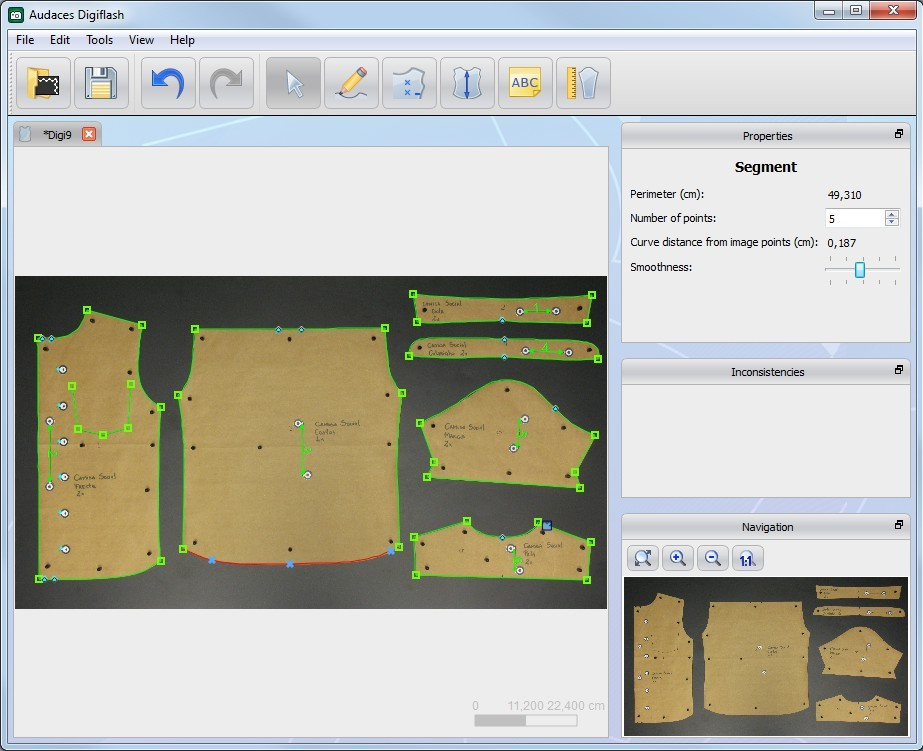 Audaces Digiflash
File Edit Tools View Help
ABC
*Digi9
Properties
Segment
Perimeter (cm): 49,310
Number of points: 5
Curve distance from image points (cm): 0,187
Smoothness:
Inconsistencies
Navigation
1:1
Camisa Social
Gola
2x
Camisa Social
Colarinho 2x
Camisa Social
Costas
1x
Camisa Social
Manga
2x
Camisa Social
Frente
2x
Camisa Social
Pala
2x
0 11,200 22,400 cm